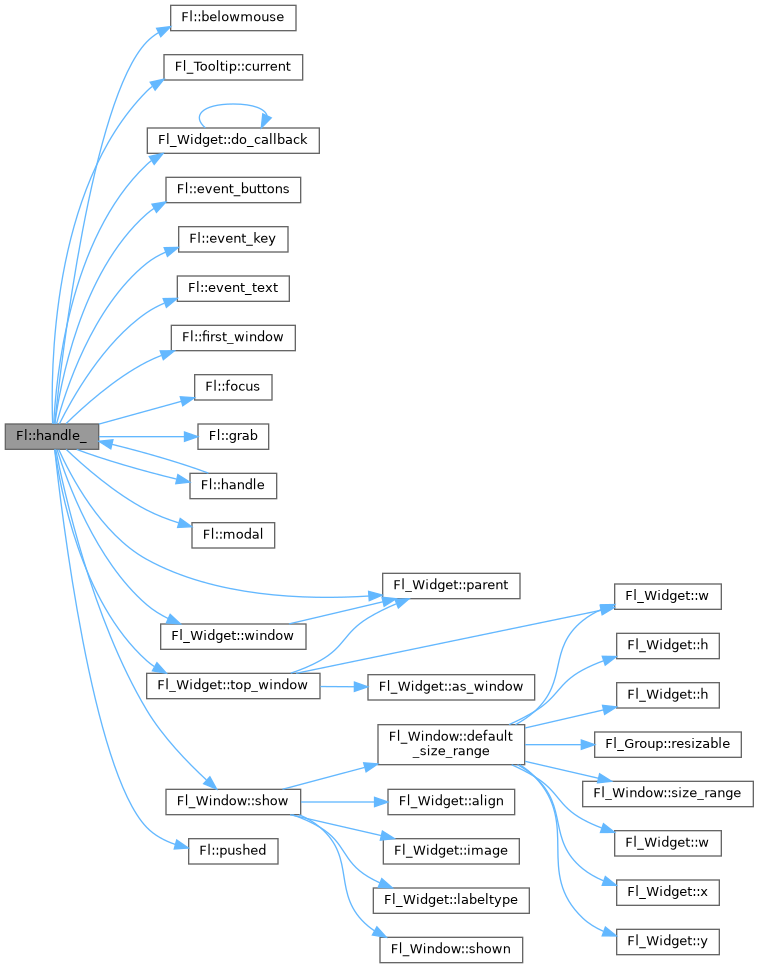 Fl::belowmouse
Fl_Tooltip::current
Fl_Widget::do_callback
Fl::event_buttons
Fl::event_key
Fl::event_text
Fl::first_window
Fl::focus
Fl::handle_
Fl::grab
Fl::handle
Fl::modal
Fl_Widget::parent
Fl_Widget::w
Fl_Widget::window
Fl_Widget::h
Fl_Widget::top_window
Fl_Widget::as_window
Fl_Widget::h
Fl_Window::default
_size_range
Fl_Group::resizable
Fl_Window::size_range
Fl_Window::show
Fl_Widget::align
Fl_Widget::w
Fl::pushed
Fl_Widget::image
Fl_Widget::x
Fl_Widget::labeltype
Fl_Widget::y
Fl_Window::shown